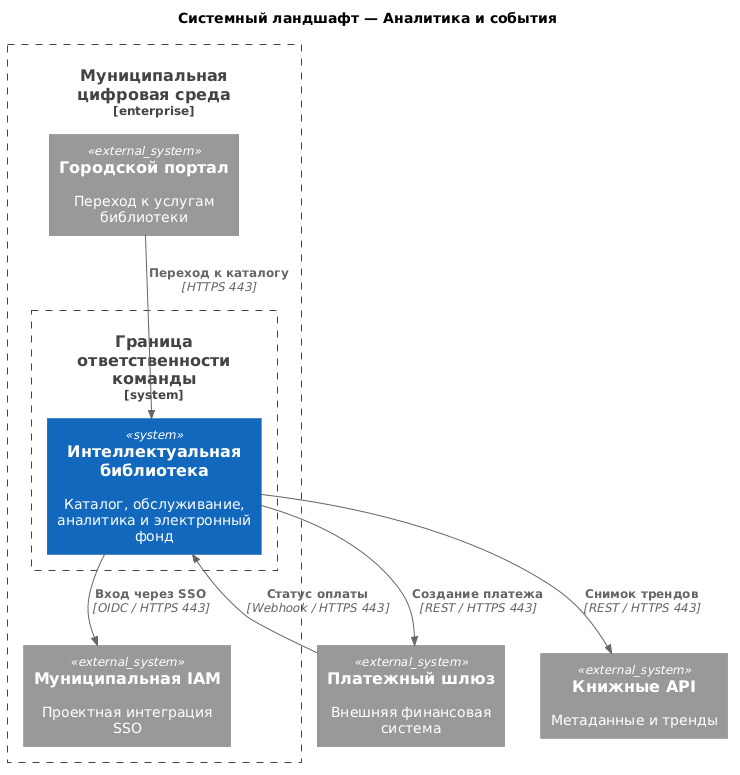 Системный ландшафт — Аналитика и события
Муниципальная
цифровая среда
[enterprise]
«external_system»
Городской портал
Переход к услугам
библиотеки
Переход к каталогу
[HTTPS 443]
Граница
ответственности
команды
[system]
«system»
Интеллектуальная
библиотека
Каталог, обслуживание,
аналитика и электронный
фонд
Вход через SSO
[OIDC / HTTPS 443]
Статус оплаты
[Webhook / HTTPS 443]
Создание платежа
[REST / HTTPS 443]
Снимок трендов
[REST / HTTPS 443]
«external_system»
Муниципальная IAM
Проектная интеграция
SSO
«external_system»
Платежный шлюз
Внешняя финансовая
система
«external_system»
Книжные API
Метаданные и тренды